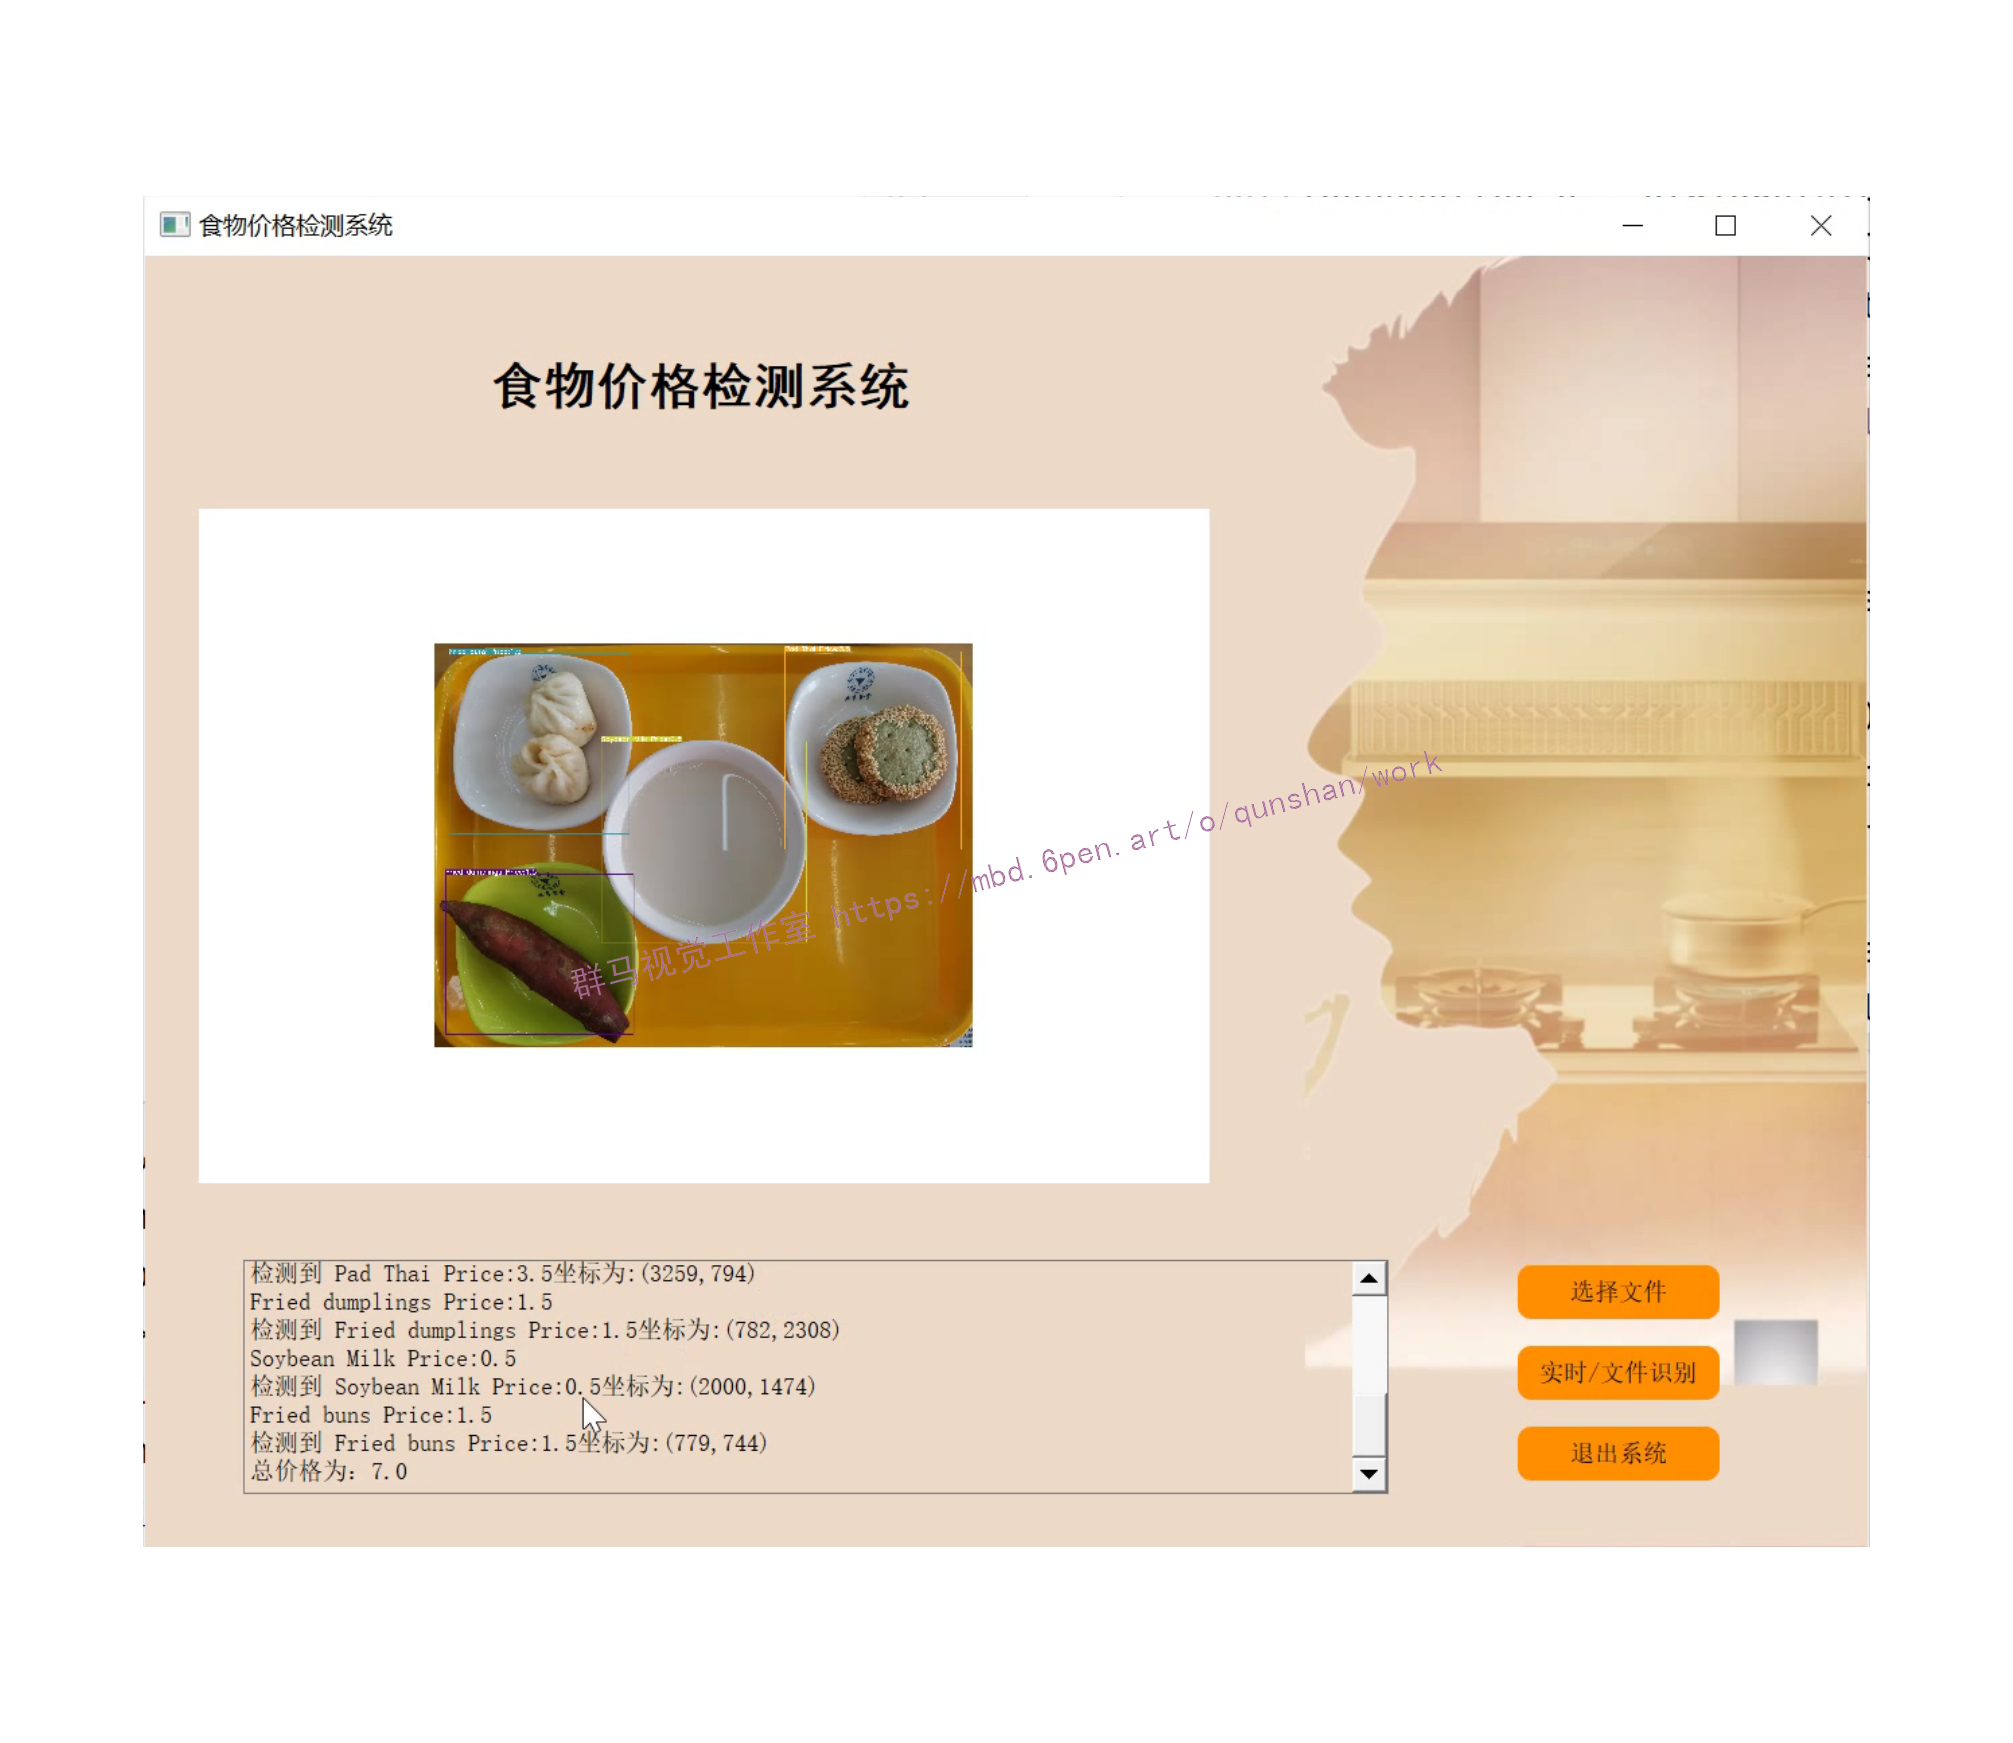 食物价格检测系统
食物价格检测系统
群马视觉工作室 https://mbd.6pen.art/o/qunshan/work
检测到 Pad Thai Price:3.5坐标为:(3259,794)
Fried dumplings Price:1.5
检测到 Fried dumplings Price:1.5坐标为:(782,2308)
Soybean Milk Price:0.5
检测到 Soybean Milk Price:0.5坐标为:(2000,1474)
Fried buns Price:1.5
检测到 Fried buns Price:1.5坐标为:(779,744)
总价格为: 7.0
选择文件
实时/文件识别
退出系统